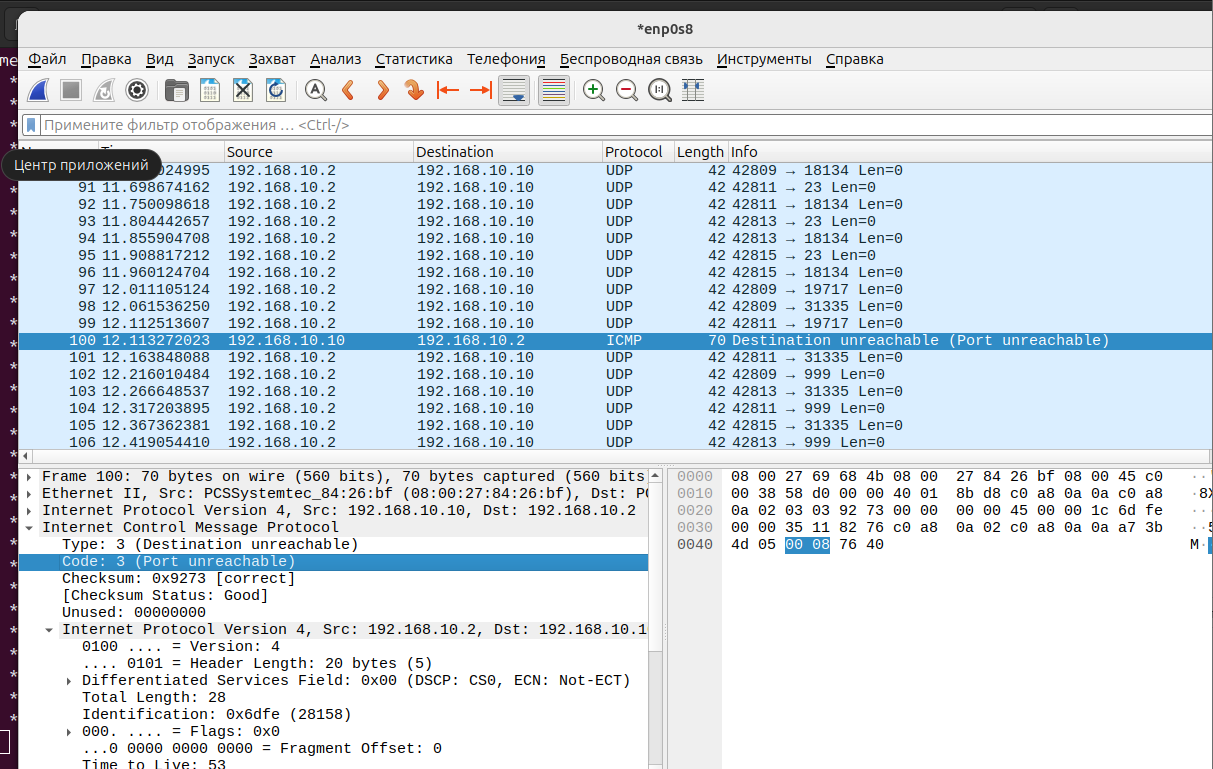 *enp0s8
Файл Правка Вид Запуск Захват Анализ Статистика Телефония Беспроводная связь Инструменты Справка
Примените фильтр отображения … <Ctrl-/>
Source Destination Protocol Length Info
Центр приложений
024995 192.168.10.2 192.168.10.10 UDP 42 42809 → 18134 Len=0
91 11.698674162 192.168.10.2 192.168.10.10 UDP 42 42811 → 23 Len=0
92 11.750098618 192.168.10.2 192.168.10.10 UDP 42 42811 → 18134 Len=0
93 11.804442657 192.168.10.2 192.168.10.10 UDP 42 42813 → 23 Len=0
94 11.855904708 192.168.10.2 192.168.10.10 UDP 42 42813 → 18134 Len=0
95 11.908817212 192.168.10.2 192.168.10.10 UDP 42 42815 → 23 Len=0
96 11.960124704 192.168.10.2 192.168.10.10 UDP 42 42815 → 18134 Len=0
97 12.011105124 192.168.10.2 192.168.10.10 UDP 42 42809 → 19717 Len=0
98 12.061536250 192.168.10.2 192.168.10.10 UDP 42 42809 → 31335 Len=0
99 12.112513607 192.168.10.2 192.168.10.10 UDP 42 42811 → 19717 Len=0
100 12.113272023 192.168.10.10 192.168.10.2 ICMP 70 Destination unreachable (Port unreachable)
101 12.163848088 192.168.10.2 192.168.10.10 UDP 42 42811 → 31335 Len=0
102 12.216010484 192.168.10.2 192.168.10.10 UDP 42 42809 → 999 Len=0
103 12.266648537 192.168.10.2 192.168.10.10 UDP 42 42813 → 31335 Len=0
104 12.317203895 192.168.10.2 192.168.10.10 UDP 42 42811 → 999 Len=0
105 12.367362381 192.168.10.2 192.168.10.10 UDP 42 42815 → 31335 Len=0
106 12.419054410 192.168.10.2 192.168.10.10 UDP 42 42813 → 999 Len=0
Frame 100: 70 bytes on wire (560 bits), 70 bytes captured (560 bits
Ethernet II, Src: PCSSystemtec_84:26:bf (08:00:27:84:26:bf), Dst: PC
Internet Protocol Version 4, Src: 192.168.10.10, Dst: 192.168.10.2
Internet Control Message Protocol
Type: 3 (Destination unreachable)
Code: 3 (Port unreachable)
Checksum: 0x9273 [correct]
[Checksum Status: Good]
Unused: 00000000
Internet Protocol Version 4, Src: 192.168.10.2, Dst: 192.168.10.1
0100 .... = Version: 4
.... 0101 = Header Length: 20 bytes (5)
Differentiated Services Field: 0x00 (DSCP: CS0, ECN: Not-ECT)
Total Length: 28
Identification: 0x6dfe (28158)
000. .... = Flags: 0x0
...0 0000 0000 0000 = Fragment Offset: 0
Time to Live: 53
0000 08 00 27 69 68 4b 08 00 27 84 26 bf 08 00 45 c0 ··
0010 00 38 58 d0 00 00 40 01 8b d8 c0 a8 0a 0a c0 a8 ·8X
0020 0a 02 03 03 92 73 00 00 00 00 45 00 00 1c 6d fe ···
0030 00 00 35 11 82 76 c0 a8 0a 02 c0 a8 0a 0a a7 3b ··5
0040 4d 05 00 08 76 40 M·